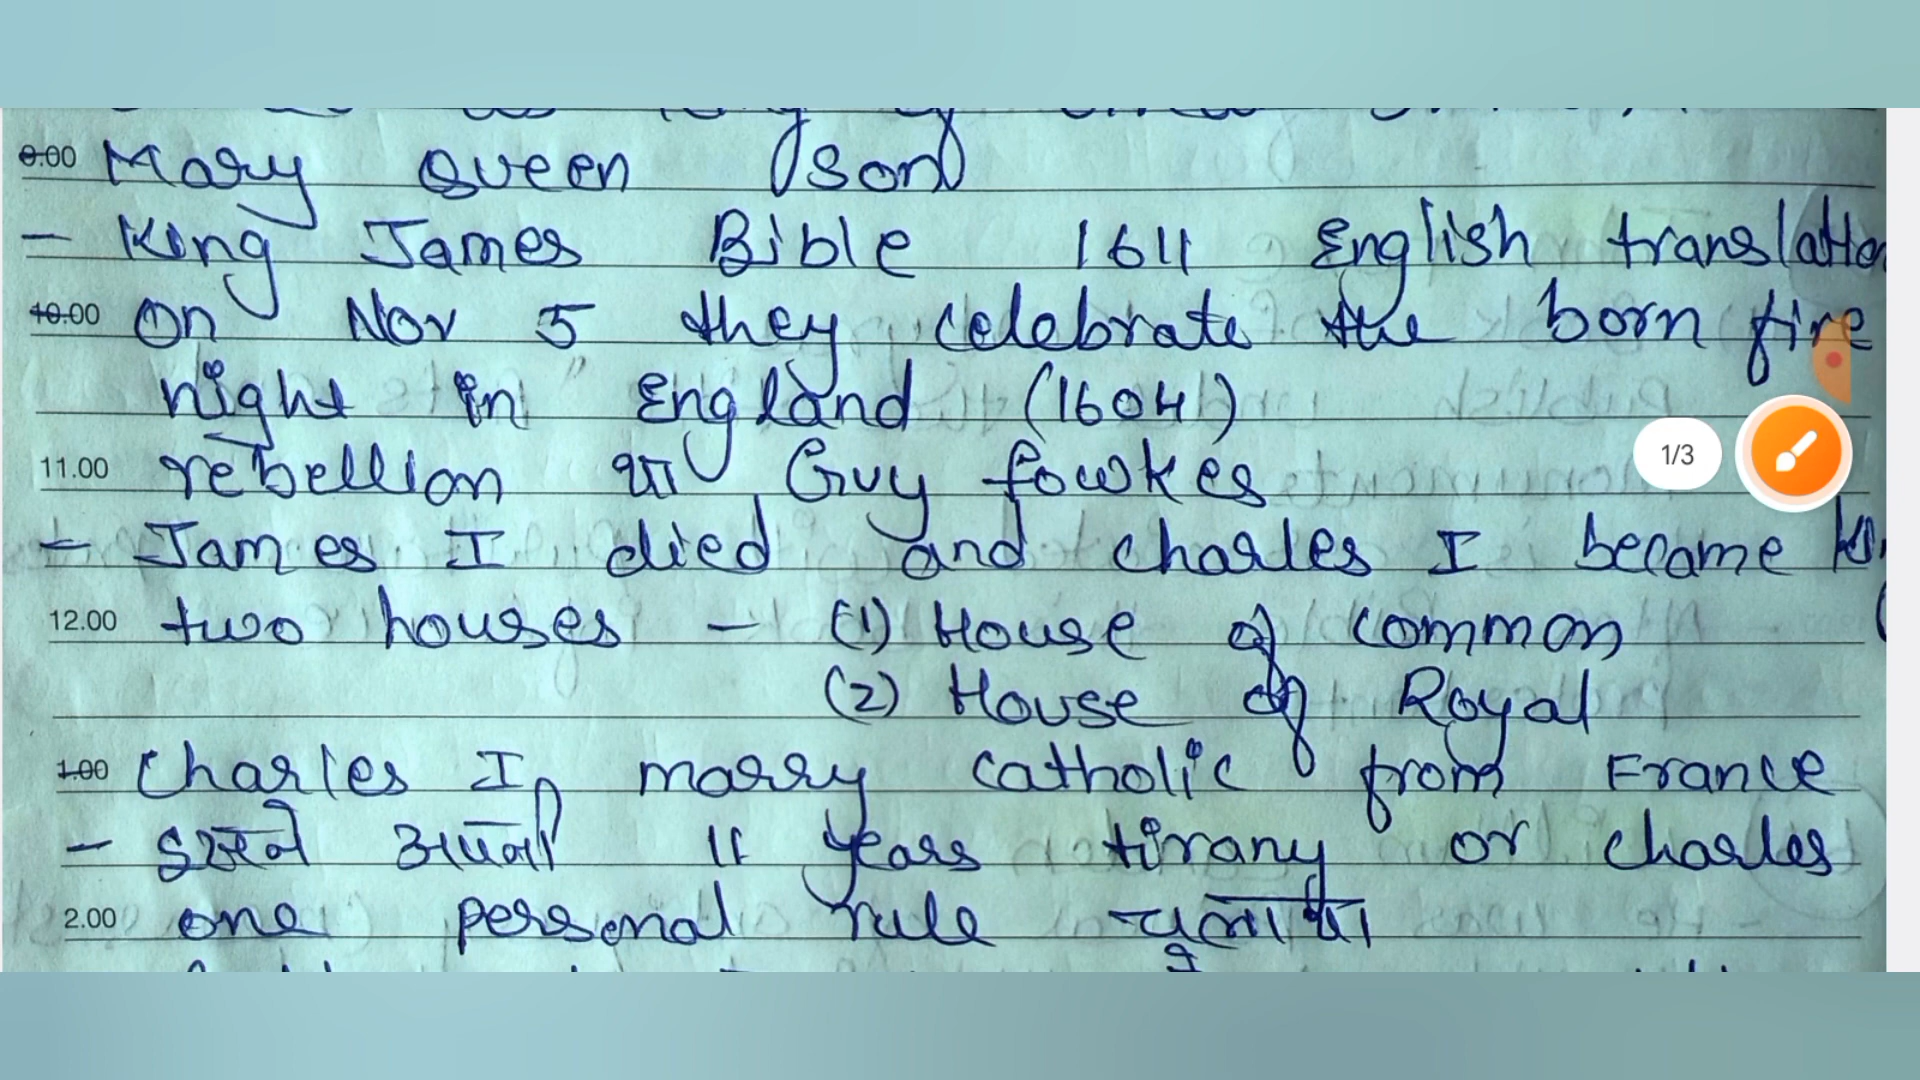 9.00 Mary Queen son
- King James Bible 1611 English translation
10.00 On Nov 5 they celebrate the born fire
night in England (1604)
11.00 rebellion था Guy fowkes
- James I died and charles I became
12.00 two houses - (1) House of common
(2) House of Royal
1.00 Charles I marry catholic from France
- इसने अपनी 11 years tirany or charles
2.00 one personal rule चलाया
1/3